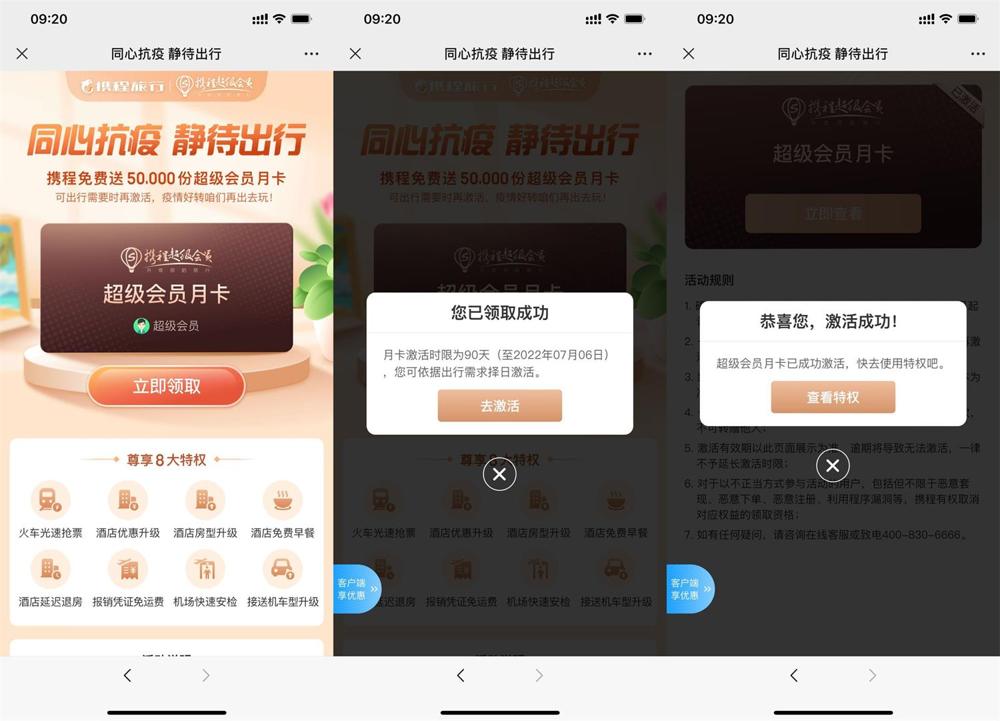 09:20
同心抗疫 静待出行
携程旅行
携程超级会员
同心抗疫 静待出行
携程免费送 50.000 份超级会员月卡
可出行需要时再激活，疫情好转咱们再出去玩！
携程超级会员
超级会员月卡
超级会员
立即领取
尊享8大特权
火车光速抢票
酒店优惠升级
酒店房型升级
酒店免费早餐
酒店延迟退房
报销凭证免运费
机场快速安检
接送机车型升级
09:20
同心抗疫 静待出行
携程旅行
携程超级会员
同心抗疫 静待出行
携程免费送 50.000 份超级会员月卡
可出行需要时再激活，疫情好转咱们再出去玩！
携程超级会员
超级会员月卡
您已领取成功
月卡激活时限为90天（至2022年07月06日）
，您可依据出行需求择日激活。
去激活
尊享8大特权
火车光速抢票
酒店优惠升级
酒店房型升级
酒店免费早餐
客户端
享优惠
退房
报销凭证免运费
机场快速安检
接送机车型升级
09:20
同心抗疫 静待出行
已激活
携程超级会员
超级会员月卡
立即查看
活动规则
恭喜您，激活成功！
超级会员月卡已成功激活，快去使用特权吧。
查看特权
不可转赠他人；
5. 激活有效期以此页面展示为准，逾期将导致无法激活，一律
不予延长激活时限；
6. 对于以不正当方式参与活动的用户，包括但不限于恶意套
现、恶意下单、恶意注册、利用程序漏洞等，携程有权取消
对应权益的领取资格；
7. 如有任何疑问，请咨询在线客服或致电400-830-6666。
客户端
享优惠